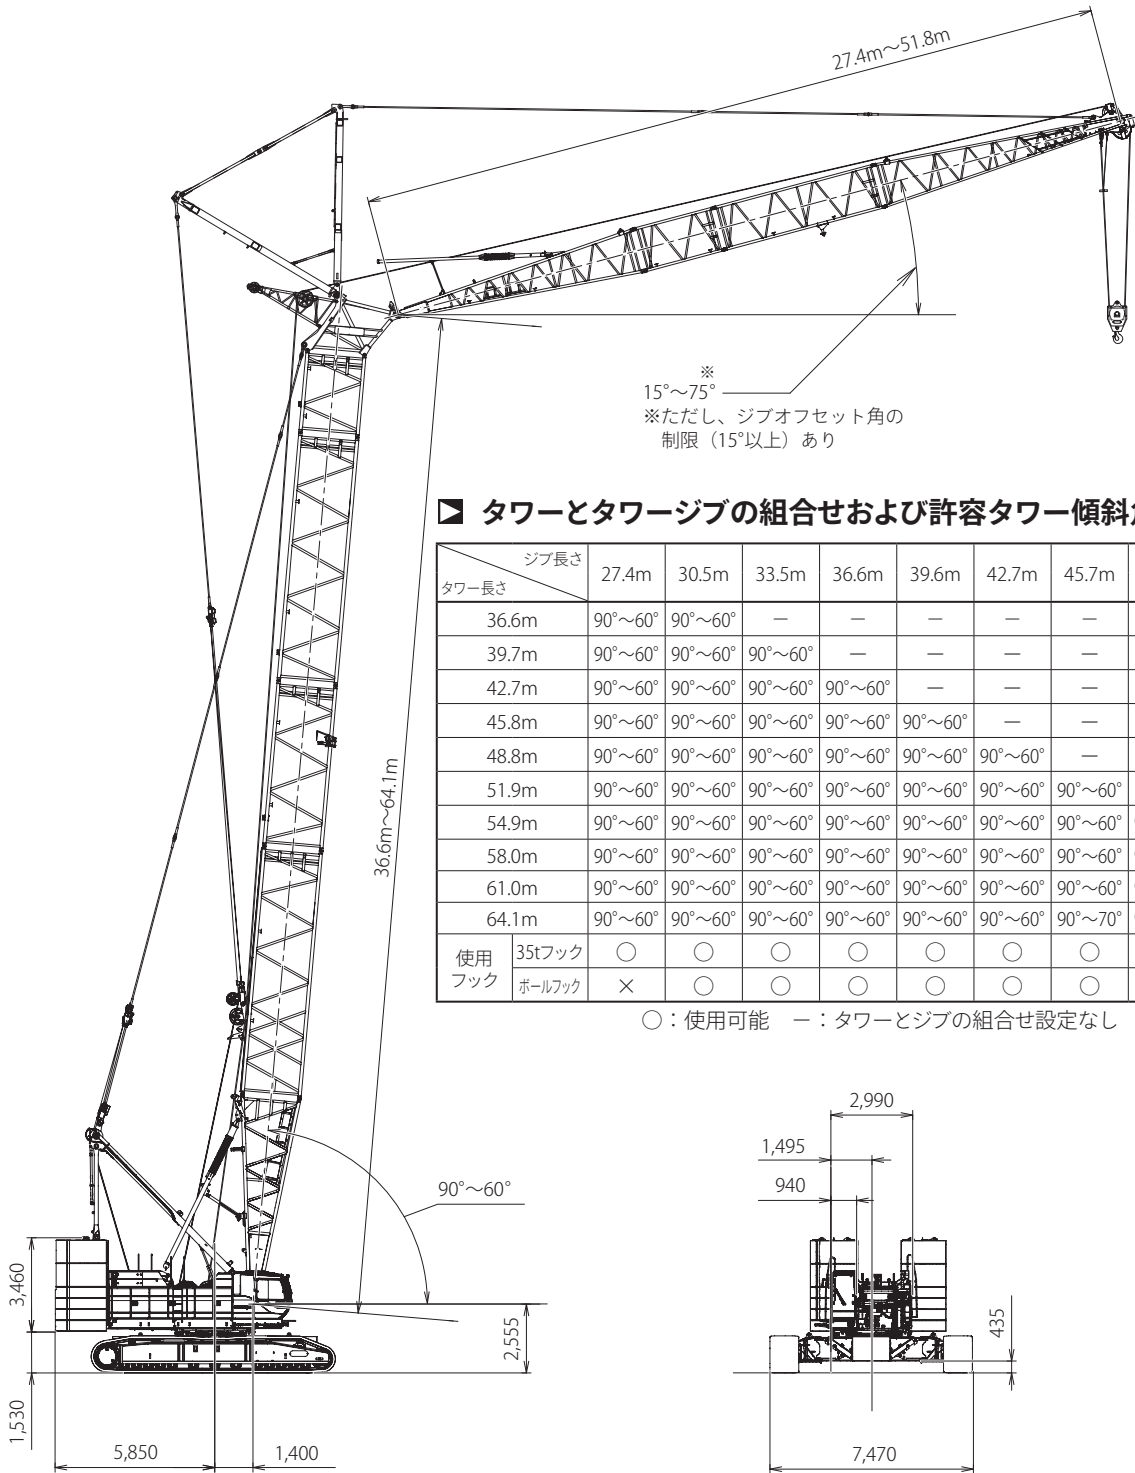 27.4m～51.8m
※
15°～75°
※ただし、ジブオフセット角の
制限（15°以上）あり
タワーとタワージブの組合せおよび許容タワー傾斜
ジブ長さ
タワー長さ
27.4m 30.5m 33.5m 36.6m 39.6m 42.7m 45.7m
36.6m 90°～60° 90°～60° － － － － －
39.7m 90°～60° 90°～60° 90°～60° － － － －
42.7m 90°～60° 90°～60° 90°～60° 90°～60° － － －
45.8m 90°～60° 90°～60° 90°～60° 90°～60° 90°～60° － －
48.8m 90°～60° 90°～60° 90°～60° 90°～60° 90°～60° 90°～60° －
51.9m 90°～60° 90°～60° 90°～60° 90°～60° 90°～60° 90°～60° 90°～60°
54.9m 90°～60° 90°～60° 90°～60° 90°～60° 90°～60° 90°～60° 90°～60°
58.0m 90°～60° 90°～60° 90°～60° 90°～60° 90°～60° 90°～60° 90°～60°
61.0m 90°～60° 90°～60° 90°～60° 90°～60° 90°～60° 90°～60° 90°～60°
64.1m 90°～60° 90°～60° 90°～60° 90°～60° 90°～60° 90°～60° 90°～70°
使用
フック
35tフック ○ ○ ○ ○ ○ ○ ○
ボールフック × ○ ○ ○ ○ ○ ○
○：使用可能　－：タワーとジブの組合せ設定なし
36.6m～64.1m
90°～60°
3,460
1,530
5,850
1,400
2,555
2,990
1,495
940
435
7,470